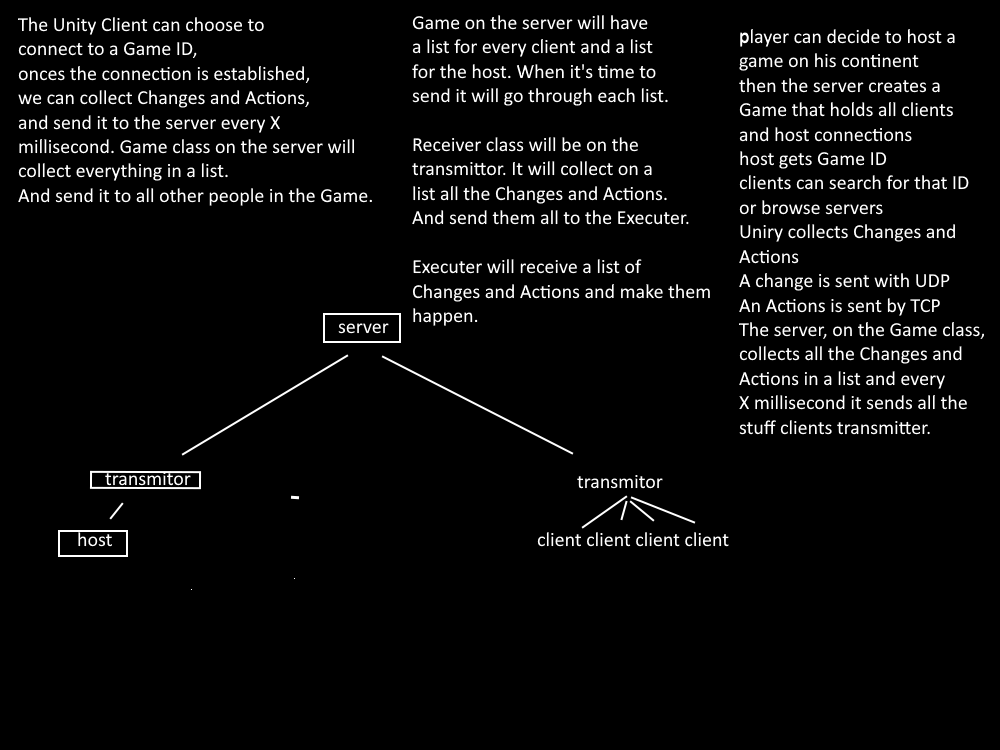 The Unity Client can choose to
connect to a Game ID,
onces the connection is established,
we can collect Changes and Actions,
and send it to the server every X
millisecond. Game class on the server will
collect everything in a list.
And send it to all other people in the Game.
Game on the server will have
a list for every client and a list
for the host. When it's time to
send it will go through each list.
Receiver class will be on the
transmittor. It will collect on a
list all the Changes and Actions.
And send them all to the Executer.
Executer will receive a list of
Changes and Actions and make them
happen.
player can decide to host a
game on his continent
then the server creates a
Game that holds all clients
and host connections
host gets Game ID
clients can search for that ID
or browse servers
Uniry collects Changes and
Actions
A change is sent with UDP
An Actions is sent by TCP
The server, on the Game class,
collects all the Changes and
Actions in a list and every
X millisecond it sends all the
stuff clients transmitter.
server
transmitor
transmitor
host
client client client client